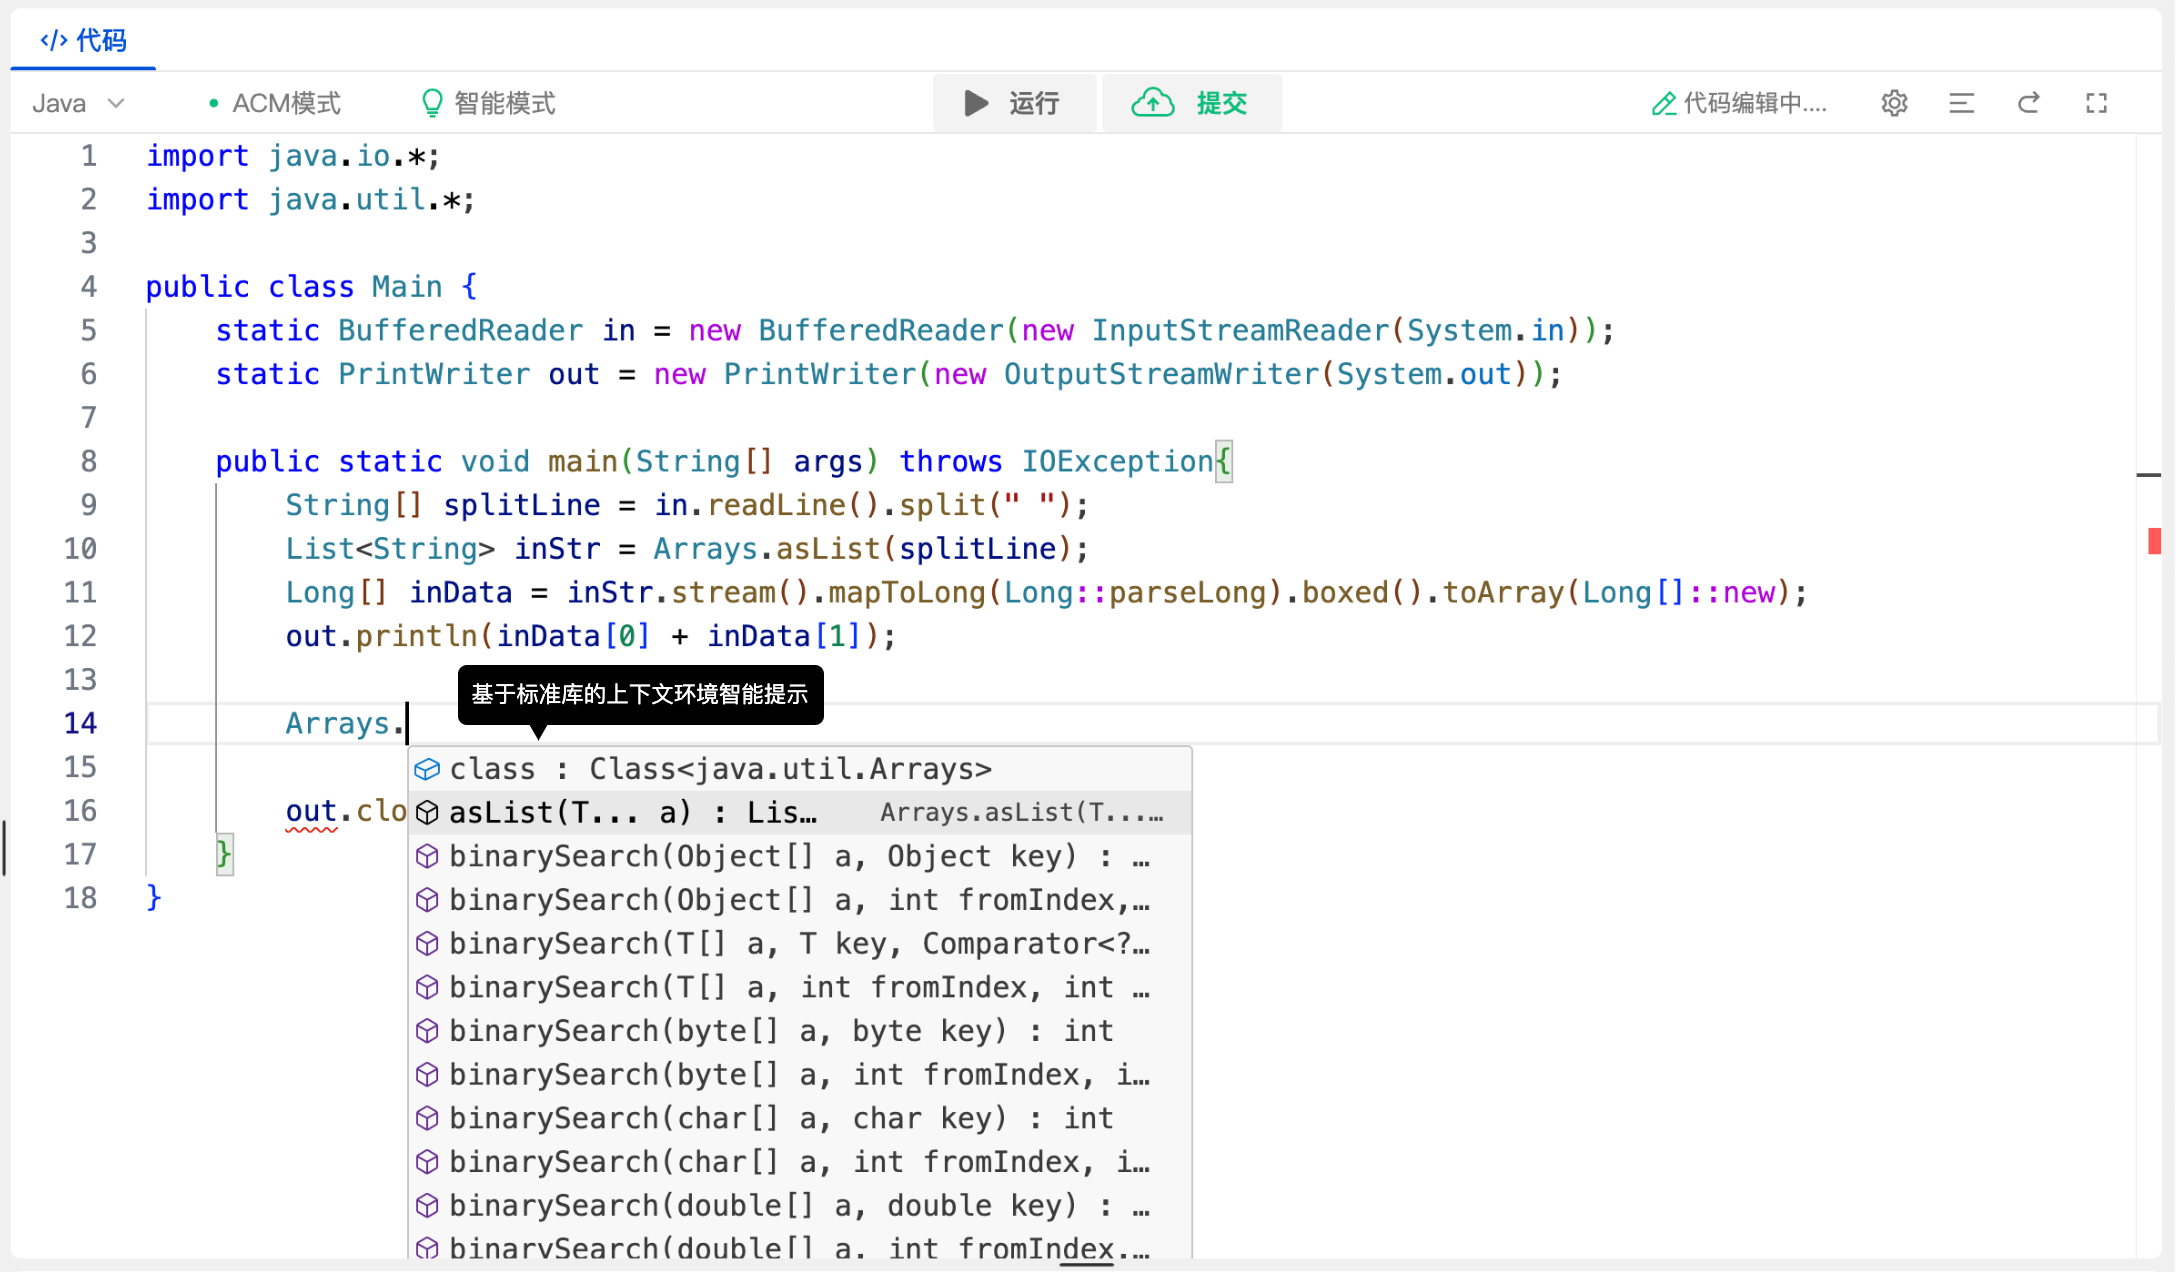 </> 代码
Java ACM模式 智能模式 运行 提交 代码编辑中....
1 import java.io.*;
2 import java.util.*;
3
4 public class Main {
5 static BufferedReader in = new BufferedReader(new InputStreamReader(System.in));
6 static PrintWriter out = new PrintWriter(new OutputStreamWriter(System.out));
7
8 public static void main(String[] args) throws IOException{
9 String[] splitLine = in.readLine().split(" ");
10 List<String> inStr = Arrays.asList(splitLine);
11 Long[] inData = inStr.stream().mapToLong(Long::parseLong).boxed().toArray(Long[]::new);
12 out.println(inData[0] + inData[1]);
13
基于标准库的上下文环境智能提示
14 Arrays.
15
16 out.clo
17 }
18 }
class : Class<java.util.Arrays>
asList(T... a) : Lis… Arrays.asList(T...…
binarySearch(Object[] a, Object key) : …
binarySearch(Object[] a, int fromIndex,…
binarySearch(T[] a, T key, Comparator<?…
binarySearch(T[] a, int fromIndex, int …
binarySearch(byte[] a, byte key) : int
binarySearch(byte[] a, int fromIndex, i…
binarySearch(char[] a, char key) : int
binarySearch(char[] a, int fromIndex, i…
binarySearch(double[] a, double key) : …
binarySearch(double[] a, int fromIndex,…